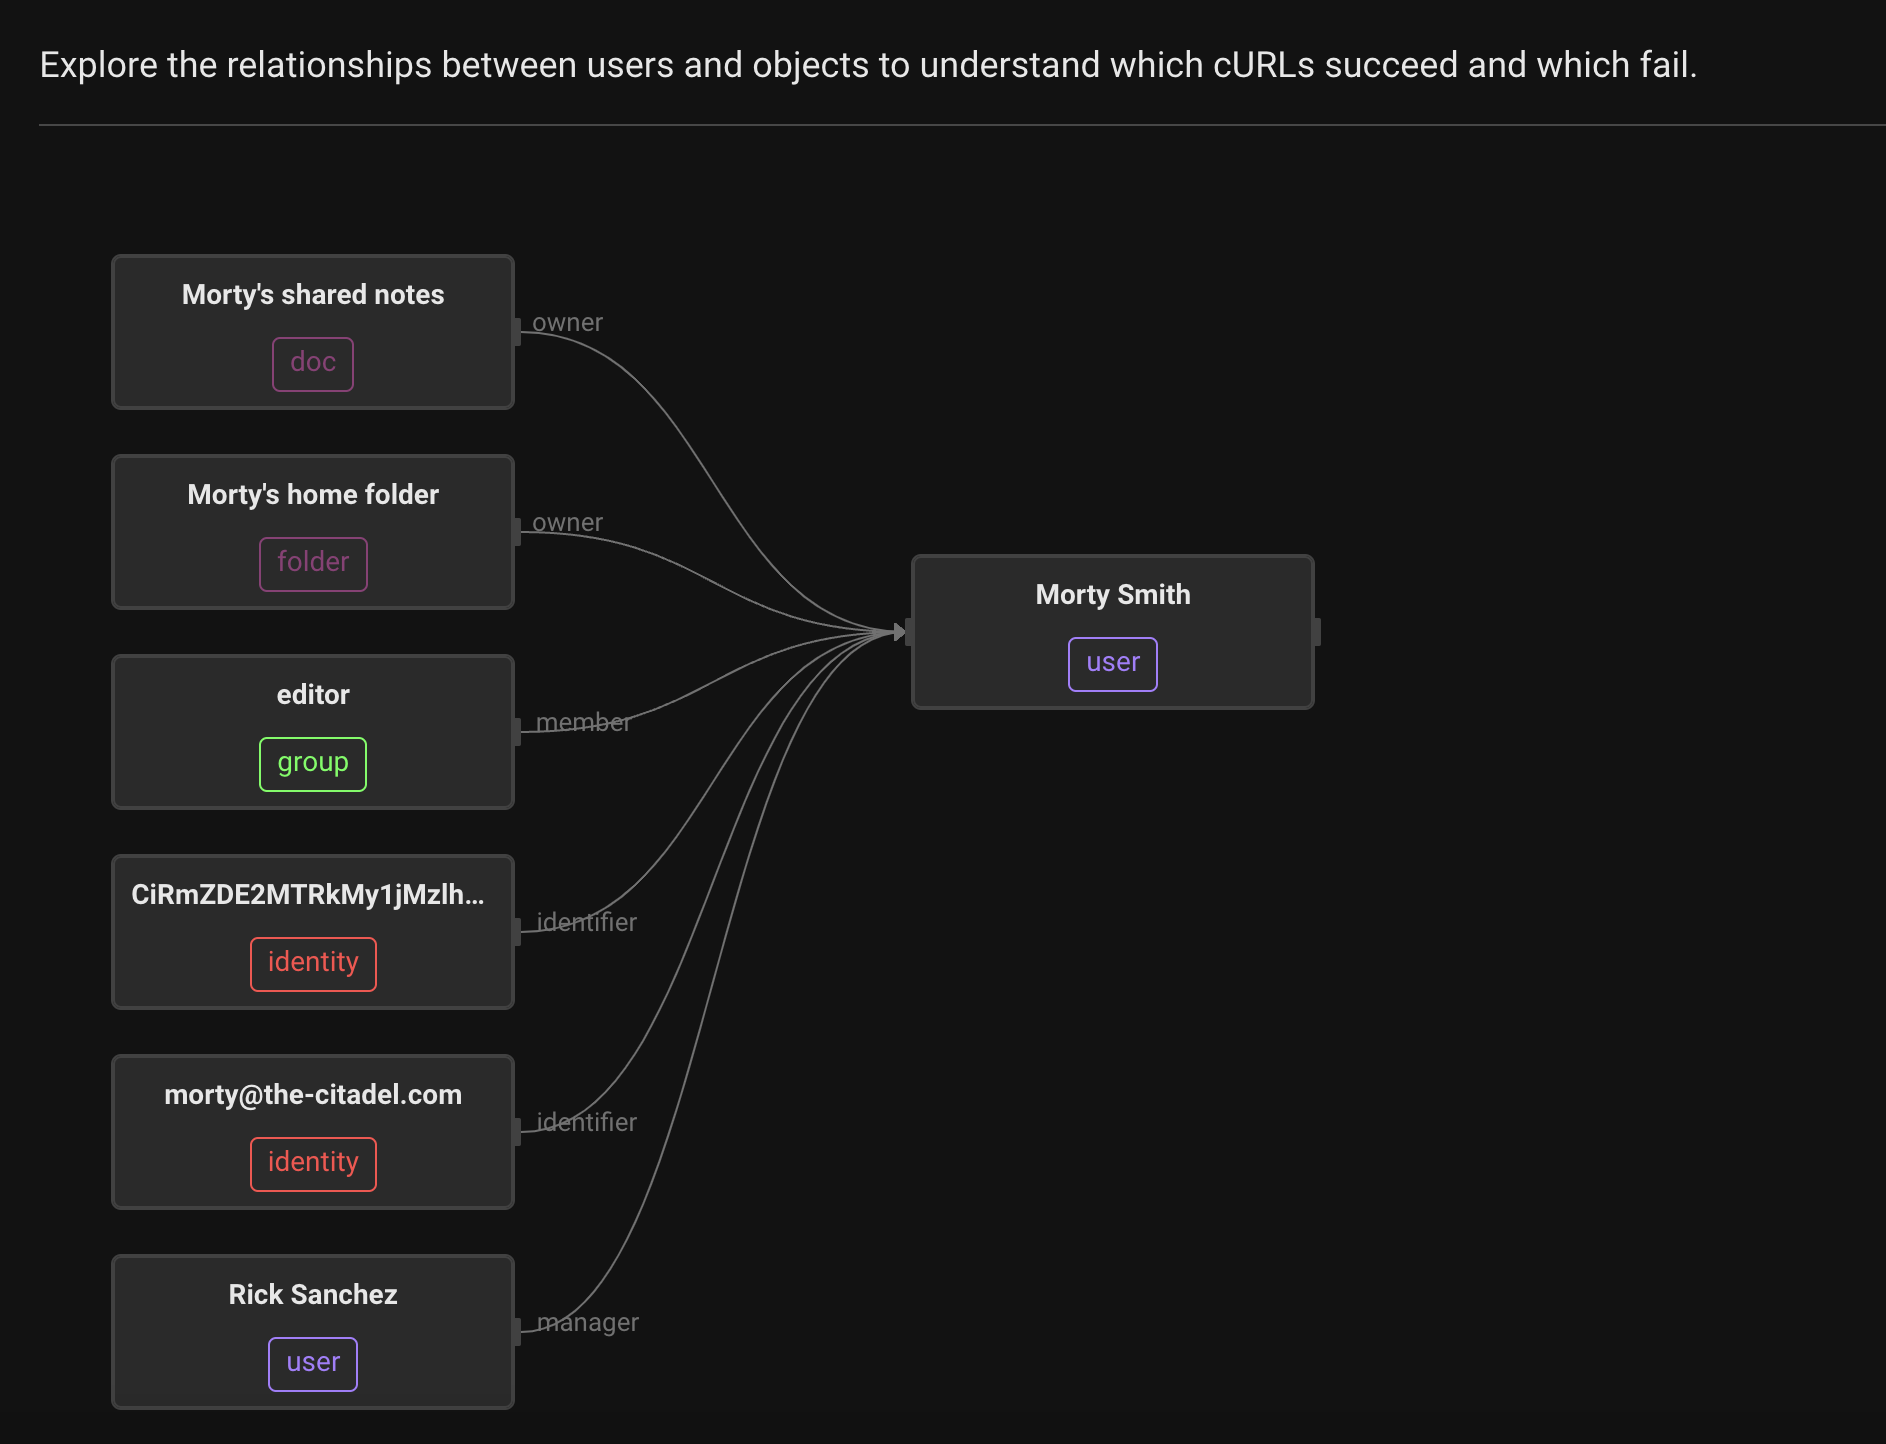 Explore the relationships between users and objects to understand which cURLs succeed and which fail.
Morty's shared notes
doc
owner
Morty's home folder
folder
owner
editor
group
member
CiRmZDE2MTRkMy1jMzlh...
identity
identifier
morty@the-citadel.com
identity
identifier
Rick Sanchez
user
manager
Morty Smith
user